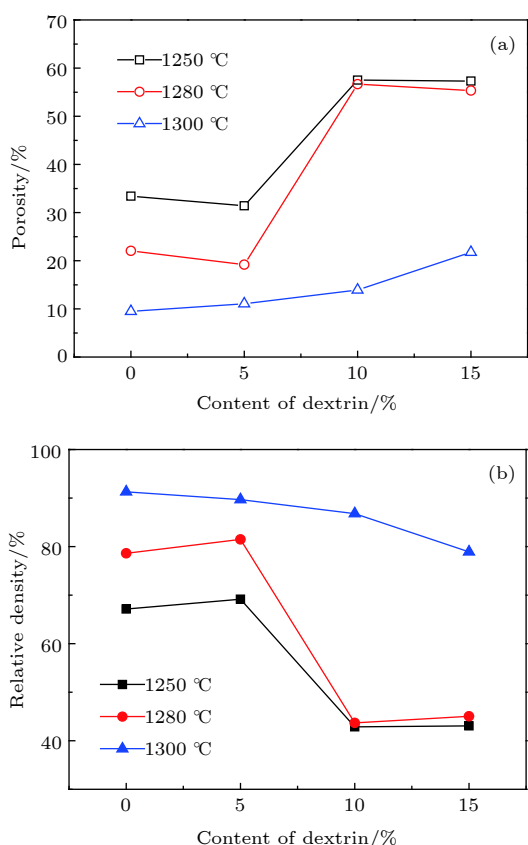 70
(a)
60
1250 ℃
50
1280 ℃
40
1300 ℃
30
20
10
0
Porosity/%
0 5 10 15
Content of dextrin/%
100
(b)
80
60
1250 ℃
1280 ℃
40
1300 ℃
Relative density/%
0 5 10 15
Content of dextrin/%